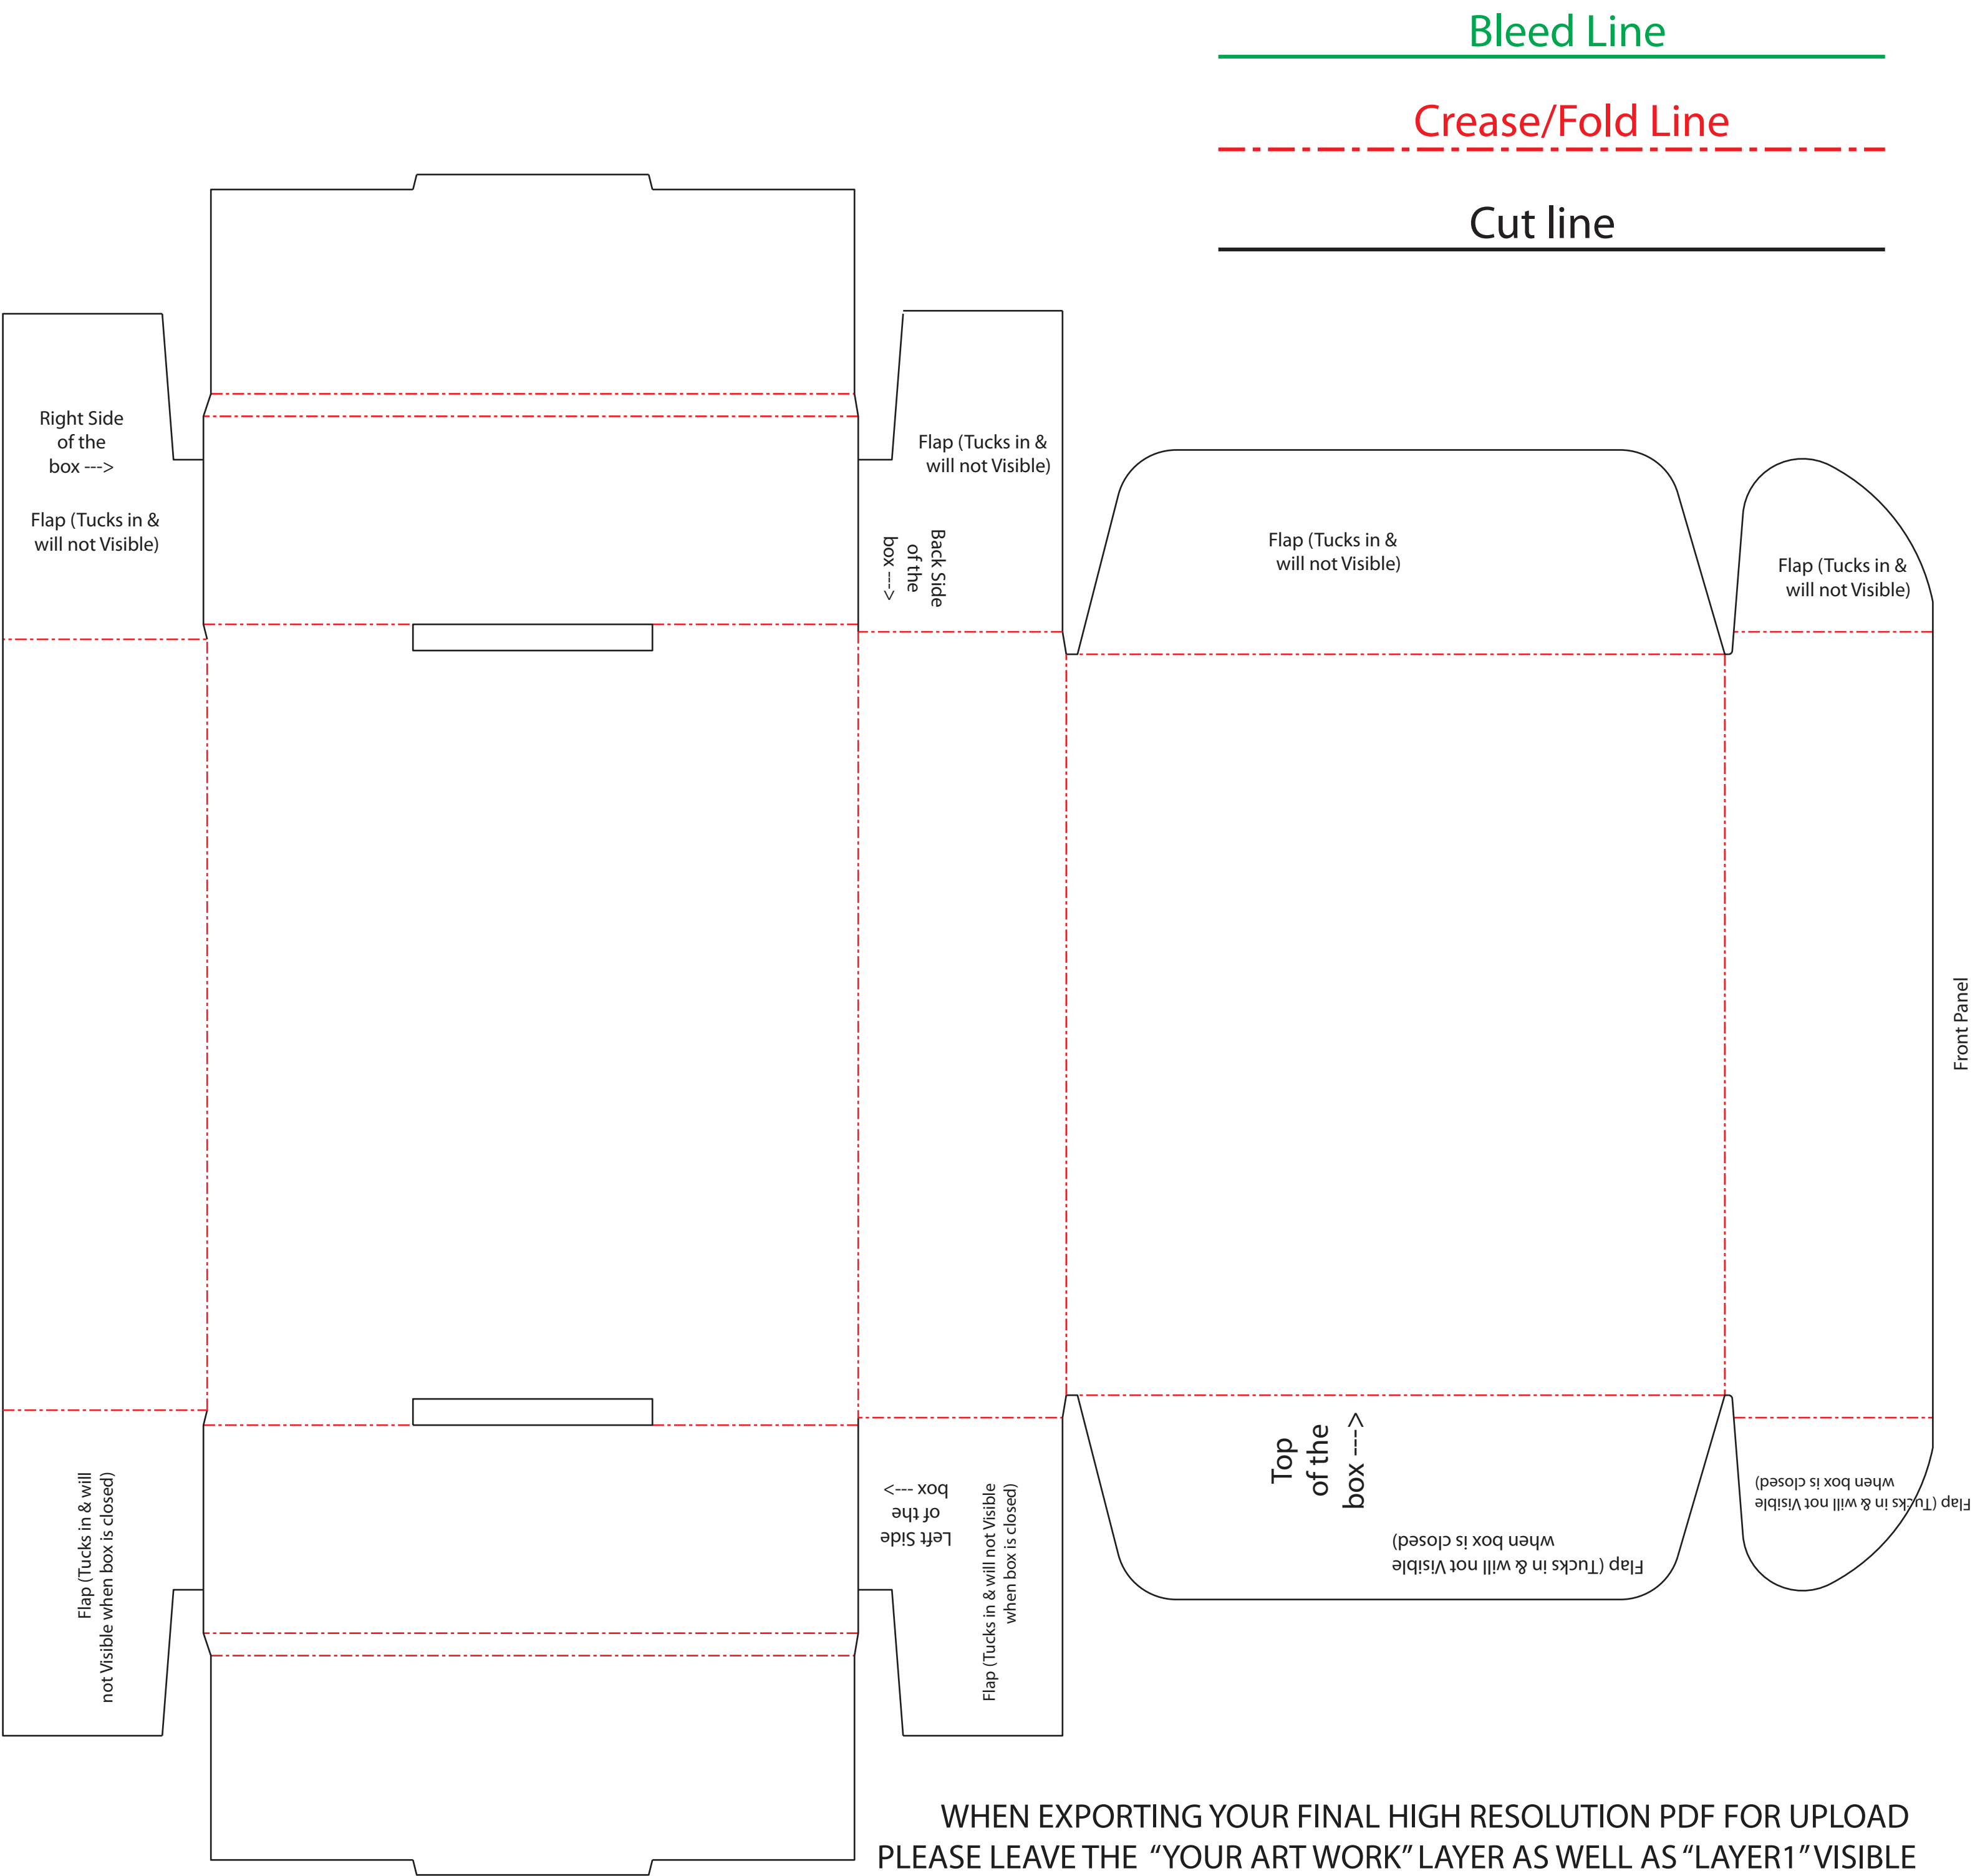 Bleed Line
Crease/Fold Line
Cut line
Right Side
of the
box --->
Flap (Tucks in &
will not Visible)
Flap (Tucks in &
will not Visible)
Back Side
of the
box --->
Flap (Tucks in &
will not Visible)
Flap (Tucks in &
will not Visible)
Front Panel
Flap (Tucks in & will
not Visible when box is closed)
Left Side
of the
box --->
Flap (Tucks in & will not Visible
when box is closed)
Top
of the
box --->
Flap (Tucks in & will not Visible
when box is closed)
Flap (Tucks in & will not Visible
when box is closed)
WHEN EXPORTING YOUR FINAL HIGH RESOLUTION PDF FOR UPLOAD
PLEASE LEAVE THE “YOUR ART WORK” LAYER AS WELL AS “LAYER1” VISIBLE